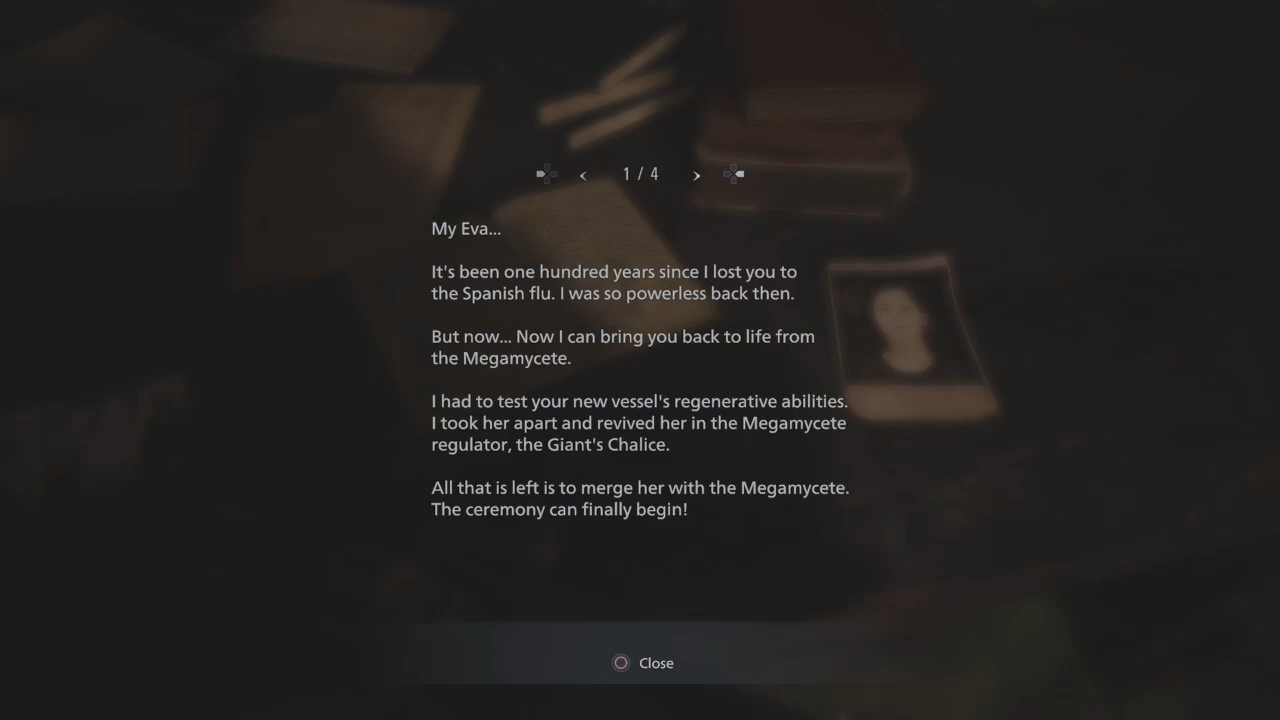 1 / 4
My Eva...
It's been one hundred years since I lost you to
the Spanish flu. I was so powerless back then.
But now... Now I can bring you back to life from
the Megamycete.
I had to test your new vessel's regenerative abilities.
I took her apart and revived her in the Megamycete
regulator, the Giant's Chalice.
All that is left is to merge her with the Megamycete.
The ceremony can finally begin!
Close